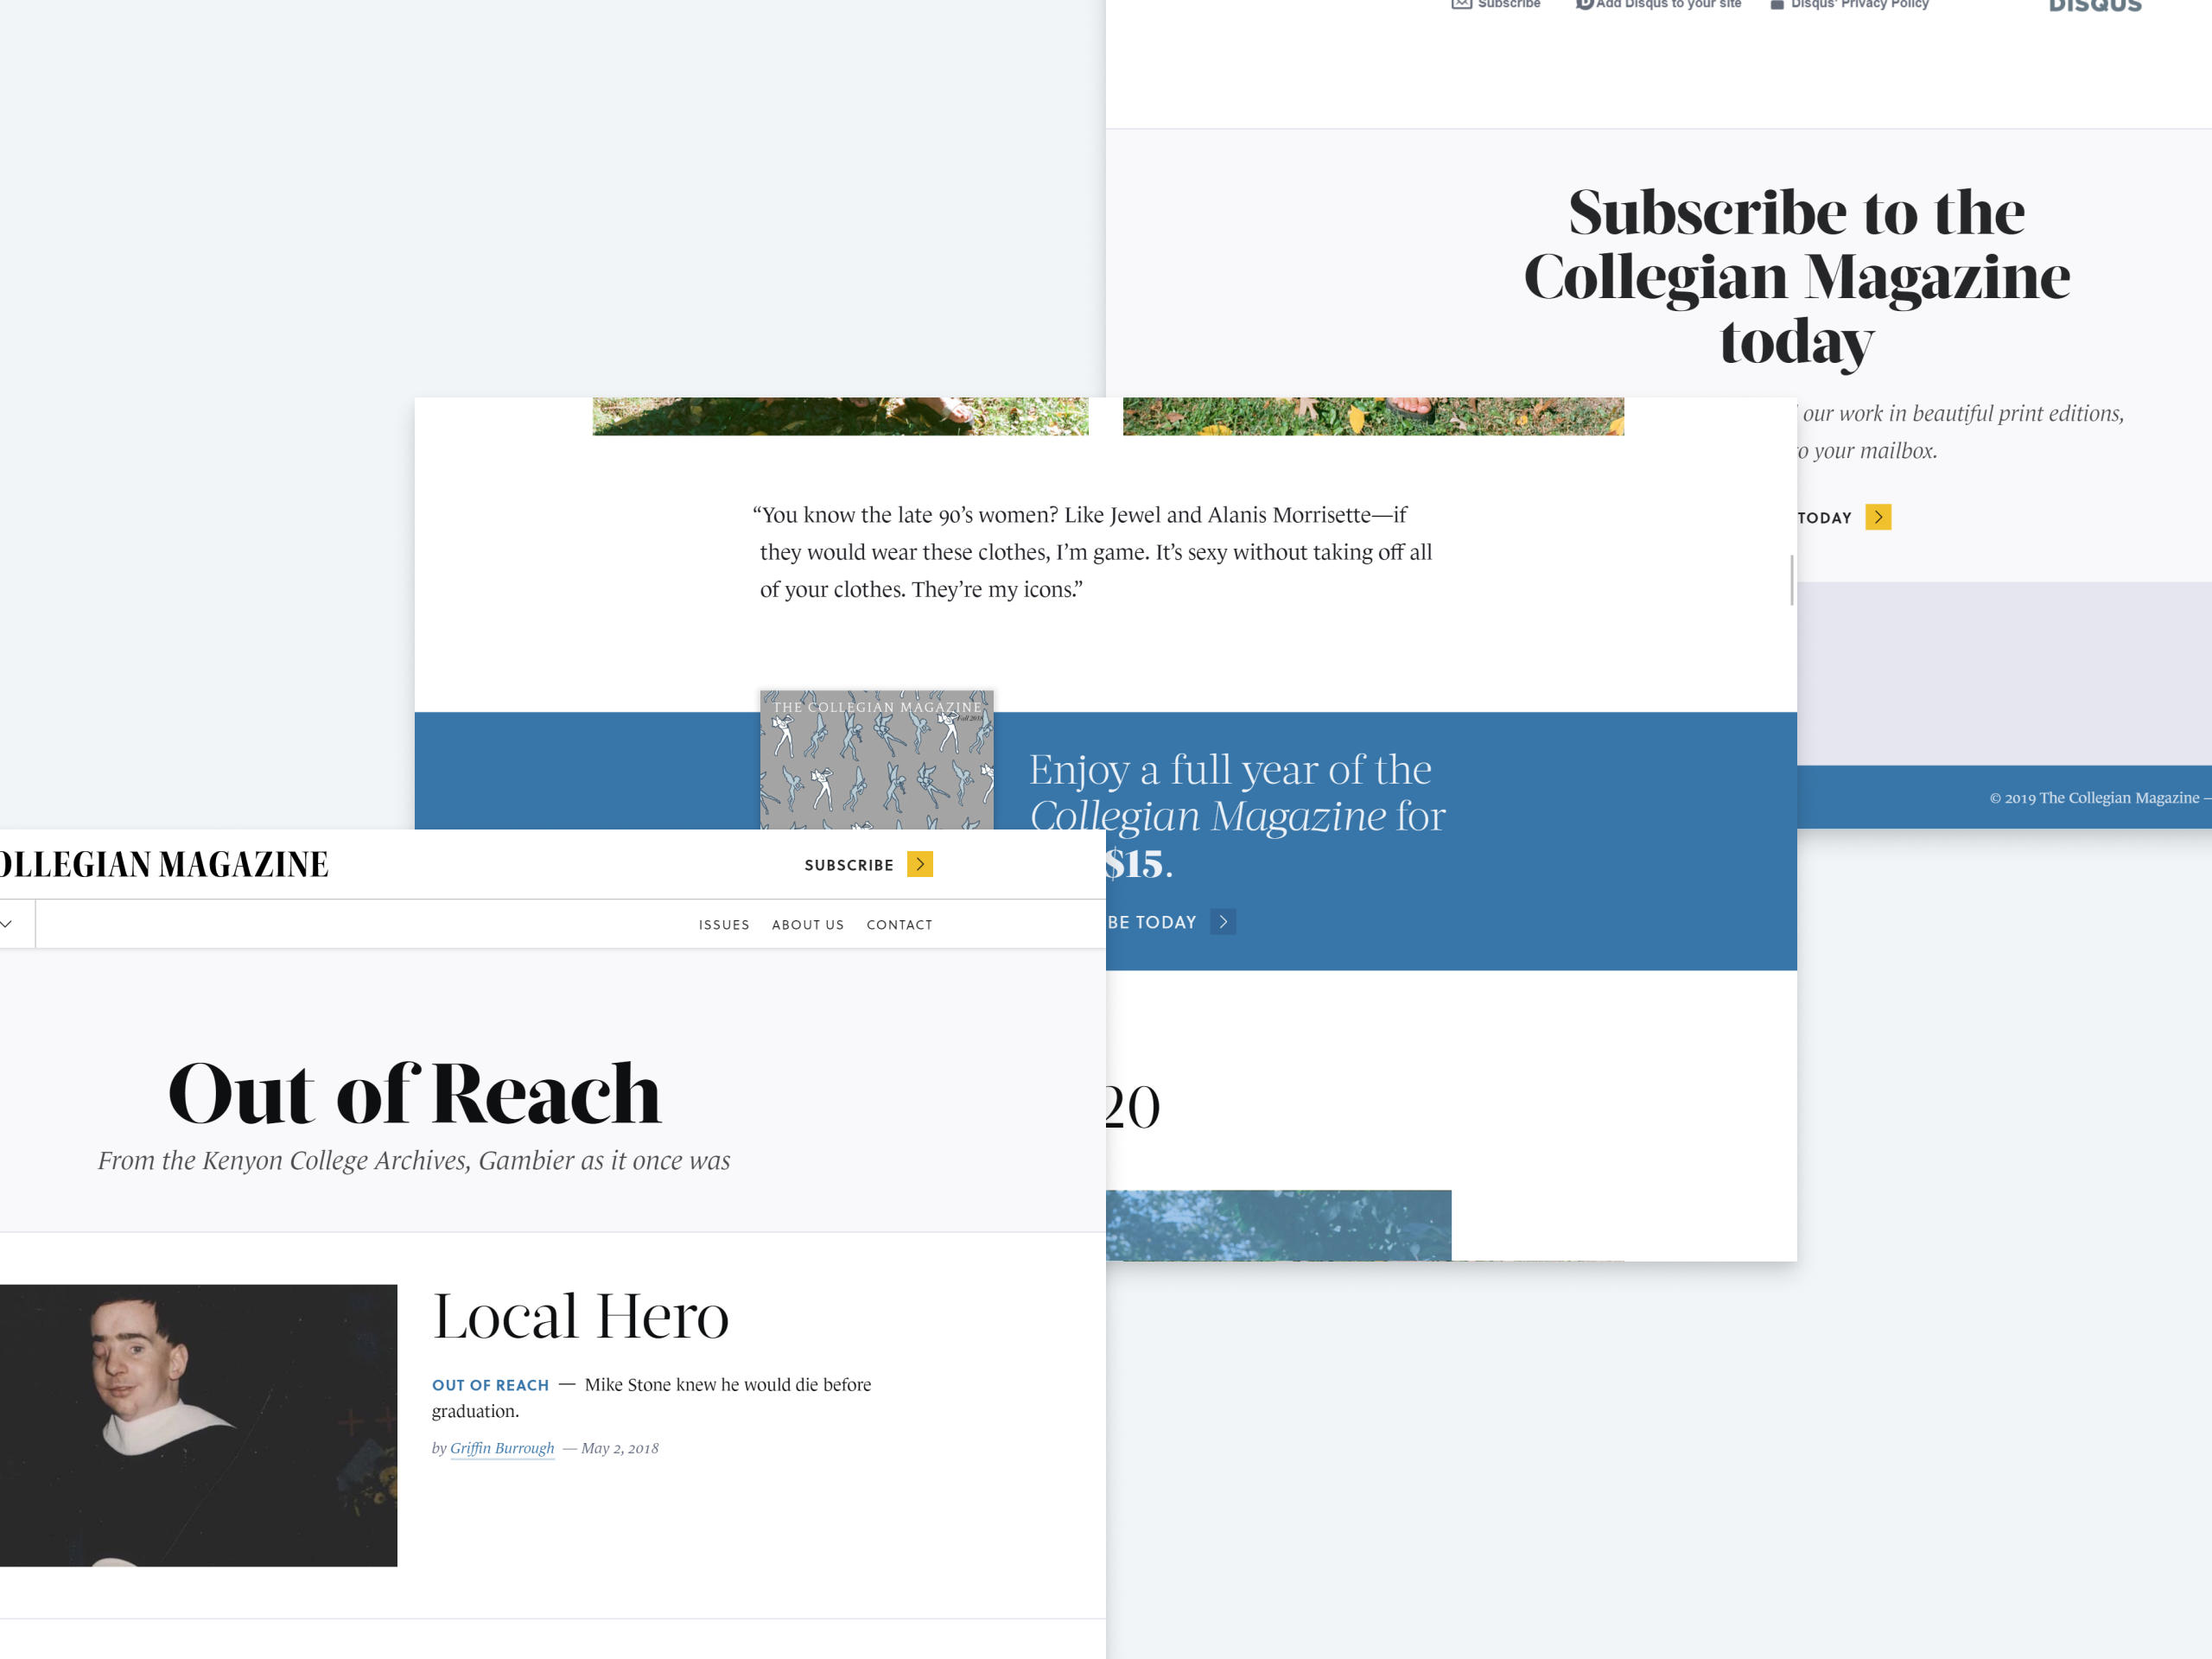 Subscribe
Add Disqus to your site
Disqus' Privacy Policy
DISQUS
Subscribe to the
Collegian Magazine
today
our work in beautiful print editions,
your mailbox.
TODAY
© 2019 The Collegian Magazine —
“You know the late 90’s women? Like Jewel and Alanis Morrisette—if
they would wear these clothes, I’m game. It’s sexy without taking off all
of your clothes. They’re my icons.”
THE COLLEGIAN MAGAZINE
Fall 2018
Enjoy a full year of the
Collegian Magazine for
$15.
BE TODAY
20
OLLEGIAN MAGAZINE
SUBSCRIBE
ISSUES
ABOUT US
CONTACT
Out of Reach
From the Kenyon College Archives, Gambier as it once was
Local Hero
OUT OF REACH — Mike Stone knew he would die before
graduation.
by Griffin Burrough — May 2, 2018